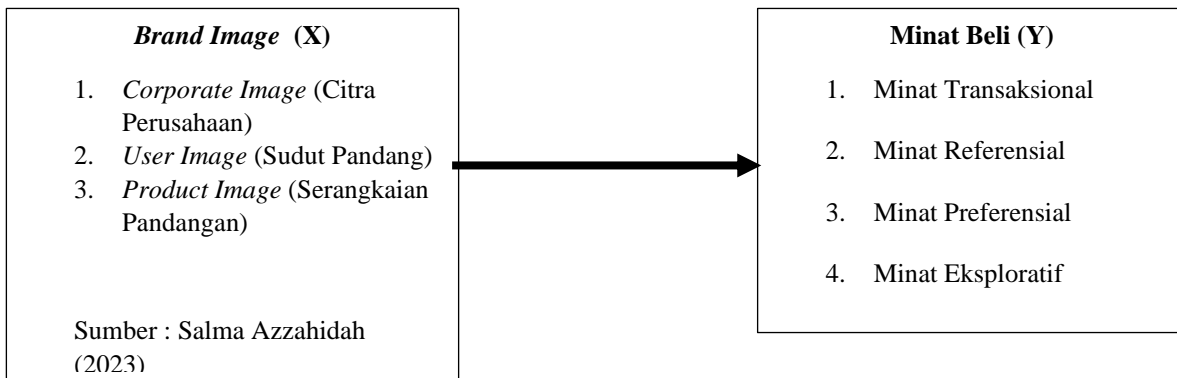 Brand Image (X)
1. Corporate Image (Citra
Perusahaan)
2. User Image (Sudut Pandang)
3. Product Image (Serangkaian
Pandangan)
Sumber : Salma Azzahidah
(2023)
Minat Beli (Y)
1. Minat Transaksional
2. Minat Referensial
3. Minat Preferensial
4. Minat Eksploratif